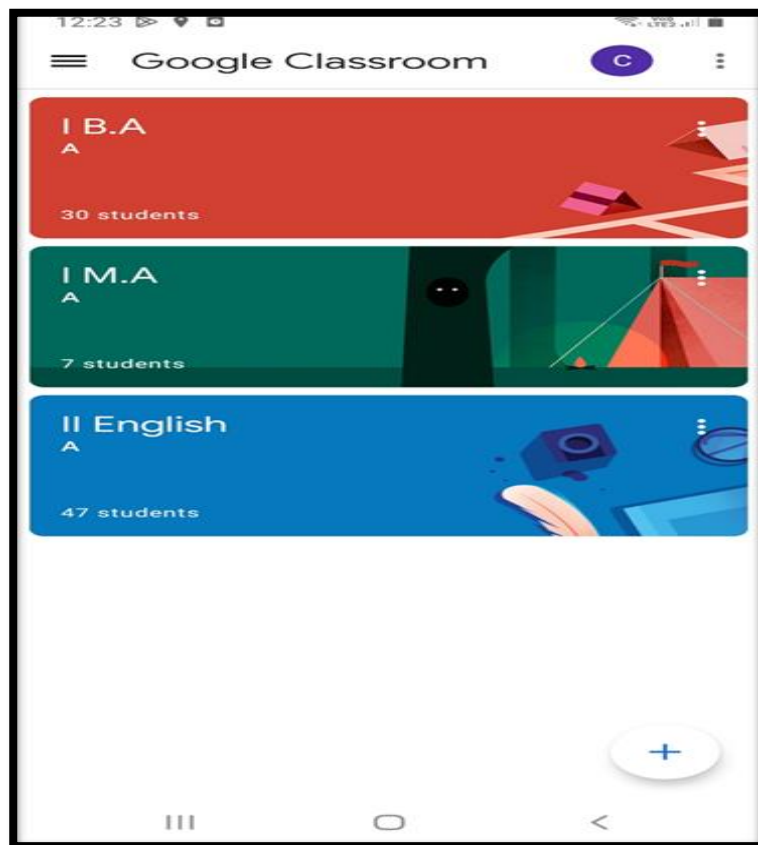 12:23
Google Classroom
C
I B.A
A
30 students
I M.A
A
7 students
II English
A
47 students